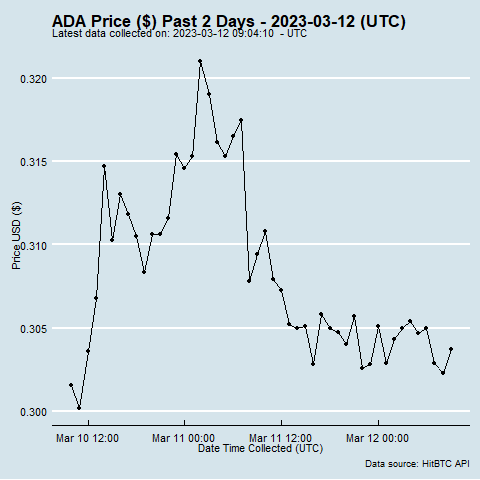 ADA Price ($) Past 2 Days - 2023-03-12 (UTC)
Latest data collected on: 2023-03-12 09:04:10 - UTC
0.320
0.315
0.310
0.305
0.300
Price USD ($)
Mar 10 12:00 Mar 11 00:00 Mar 11 12:00 Mar 12 00:00
Date Time Collected (UTC)
Data source: HitBTC API